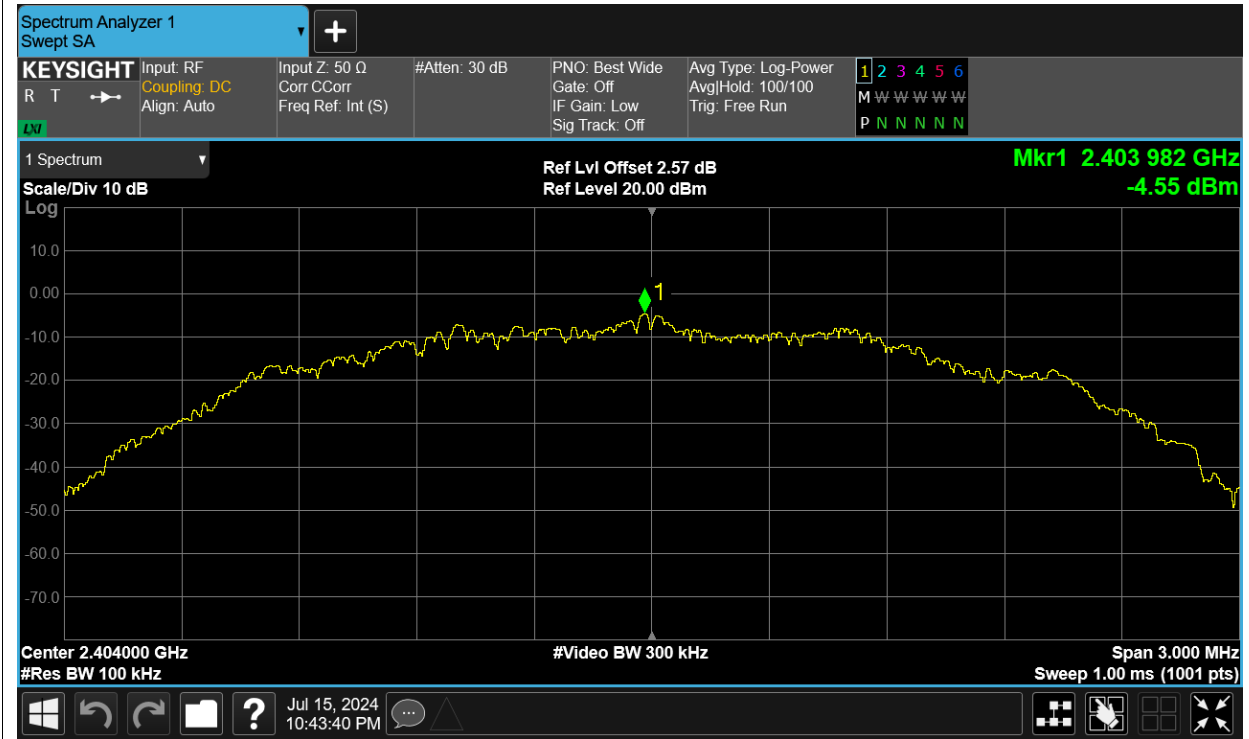 Spectrum Analyzer 1
Swept SA
+
KEYSIGHT
R T
LXI
Input: RF
Coupling: DC
Align: Auto
Input Z: 50 Ω
Corr CCorr
Freq Ref: Int (S)
#Atten: 30 dB
PNO: Best Wide
Gate: Off
IF Gain: Low
Sig Track: Off
Avg Type: Log-Power
Avg|Hold: 100/100
Trig: Free Run
1 2 3 4 5 6
M W W W W W
P N N N N N N
1 Spectrum
Scale/Div 10 dB
Log
Ref Lvl Offset 2.57 dB
Ref Level 20.00 dBm
Mkr1 2.403 982 GHz
-4.55 dBm
10.0
0.00
-10.0
-20.0
-30.0
-40.0
-50.0
-60.0
-70.0
1
Center 2.404000 GHz
#Res BW 100 kHz
#Video BW 300 kHz
Span 3.000 MHz
Sweep 1.00 ms (1001 pts)
?
Jul 15, 2024
10:43:40 PM